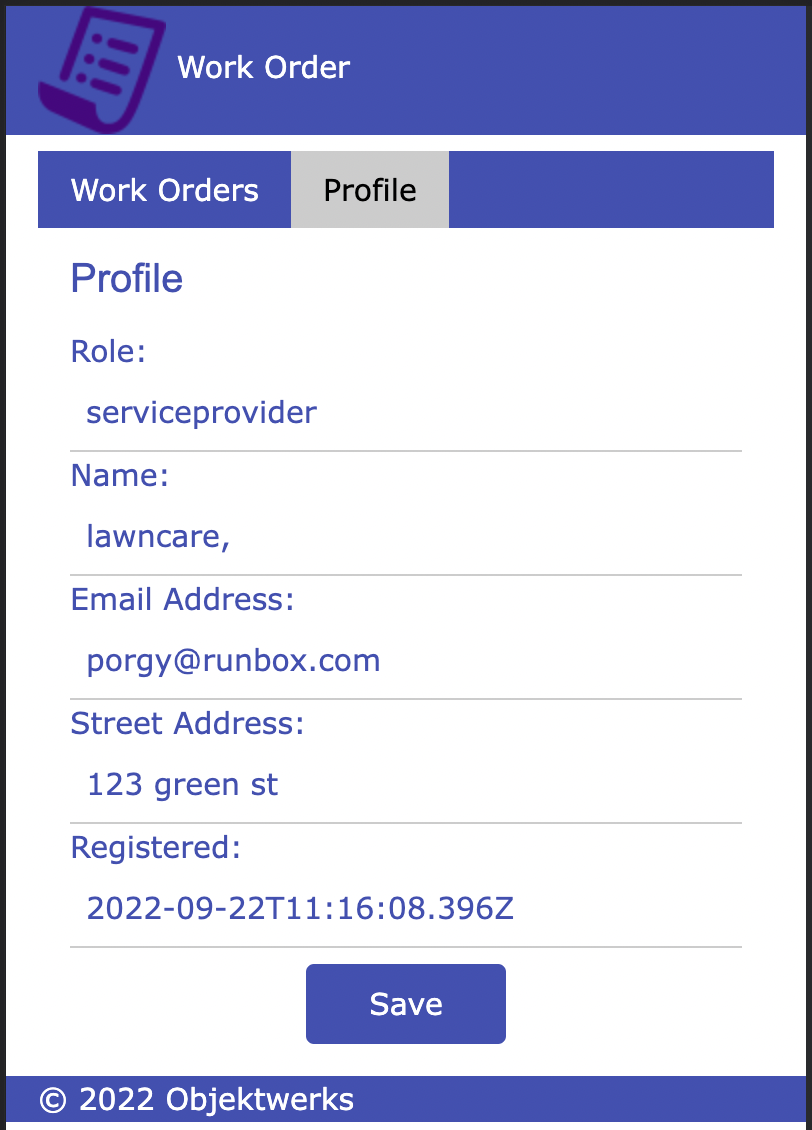 Work Order
Work Orders Profile
Profile
Role:
serviceprovider
Name:
lawncare,
Email Address:
porgy@runbox.com
Street Address:
123 green st
Registered:
2022-09-22T11:16:08.396Z
Save
© 2022 Objektwerks